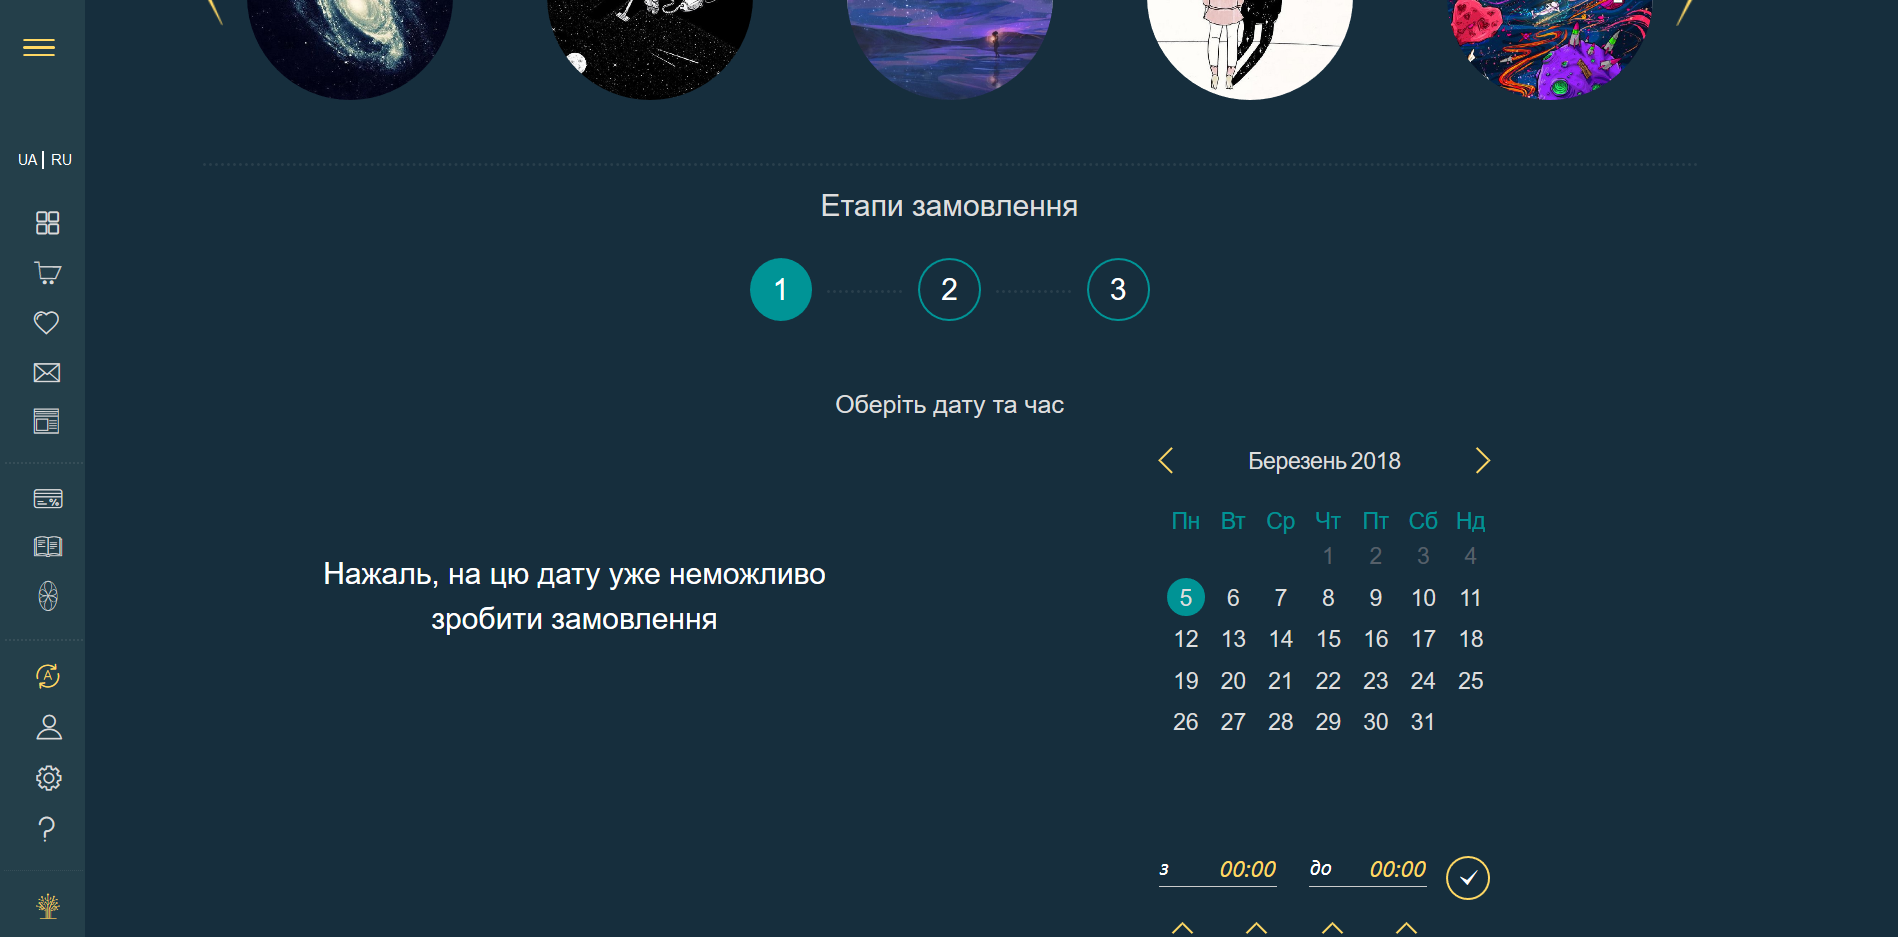 UA | RU
Етапи замовлення
1 2 3
Оберіть дату та час
Нажаль, на цю дату уже неможливо
зробити замовлення
Березень 2018
Пн Вт Ср Чт Пт Сб Нд
1 2 3 4
5 6 7 8 9 10 11
12 13 14 15 16 17 18
19 20 21 22 23 24 25
26 27 28 29 30 31
з 00:00 до 00:00